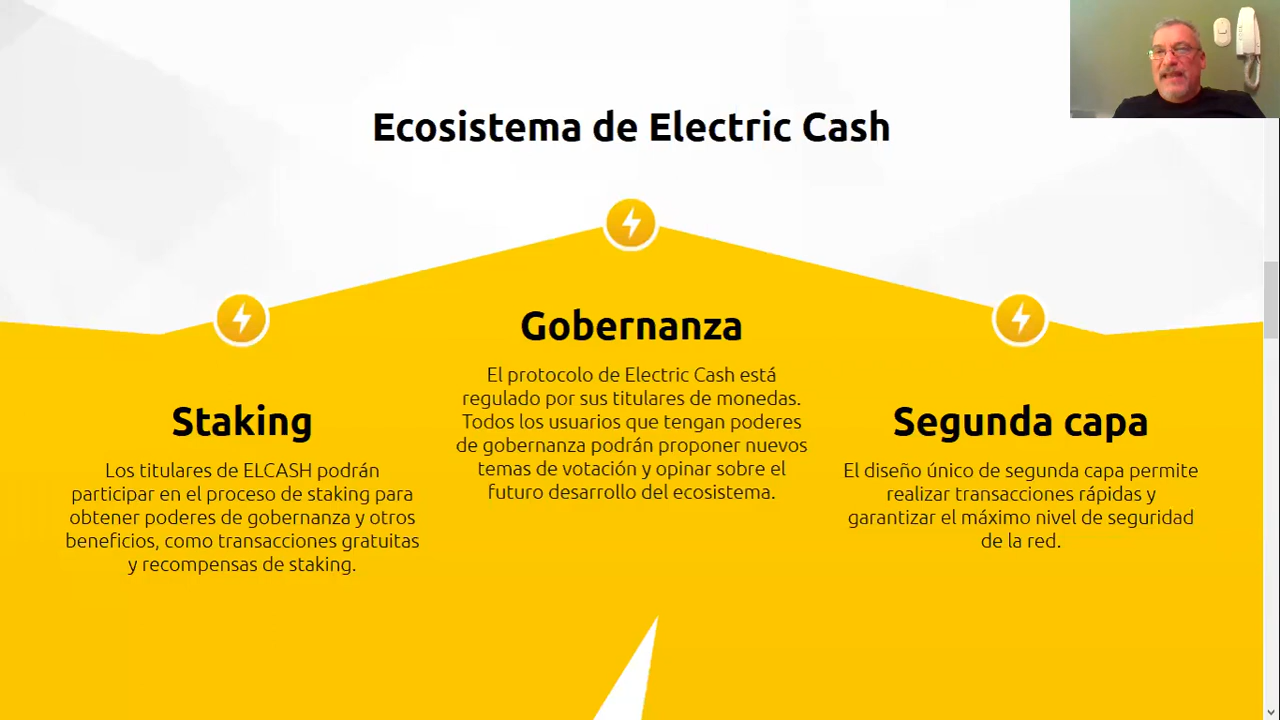 Ecosistema de Electric Cash
Gobernanza
El protocolo de Electric Cash está
regulado por sus titulares de monedas.
Todos los usuarios que tengan poderes
de gobernanza podrán proponer nuevos
temas de votación y opinar sobre el
futuro desarrollo del ecosistema.
Staking
Los titulares de ELCASH podrán
participar en el proceso de staking para
obtener poderes de gobernanza y otros
beneficios, como transacciones gratuitas
y recompensas de staking.
Segunda capa
El diseño único de segunda capa permite
realizar transacciones rápidas y
garantizar el máximo nivel de seguridad
de la red.